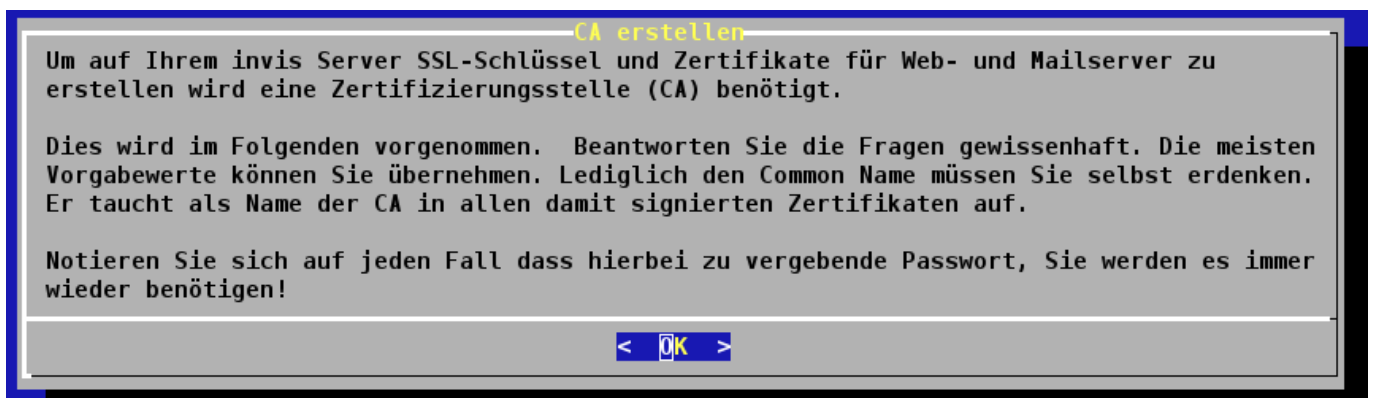 CA erstellen
Um auf Ihrem invis Server SSL-Schlüssel und Zertifikate für Web- und Mailserver zu
erstellen wird eine Zertifizierungsstelle (CA) benötigt.
Dies wird im Folgenden vorgenommen.  Beantworten Sie die Fragen gewissenhaft. Die meisten
Vorgabewerte können Sie übernehmen. Lediglich den Common Name müssen Sie selbst erdenken.
Er taucht als Name der CA in allen damit signierten Zertifikaten auf.
Notieren Sie sich auf jeden Fall dass hierbei zu vergebende Passwort, Sie werden es immer
wieder benötigen!
<  OK  >